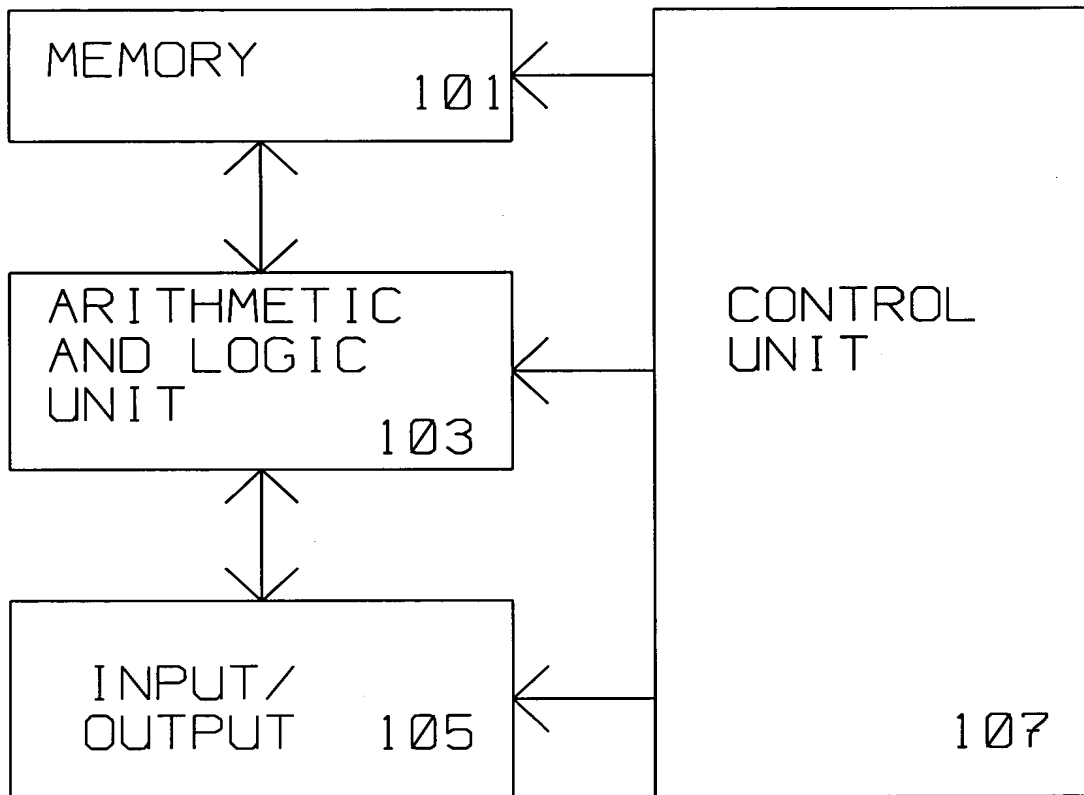 MEMORY
101
ARITHMETIC
AND LOGIC
UNIT
103
INPUT/
OUTPUT 105
CONTROL
UNIT
107